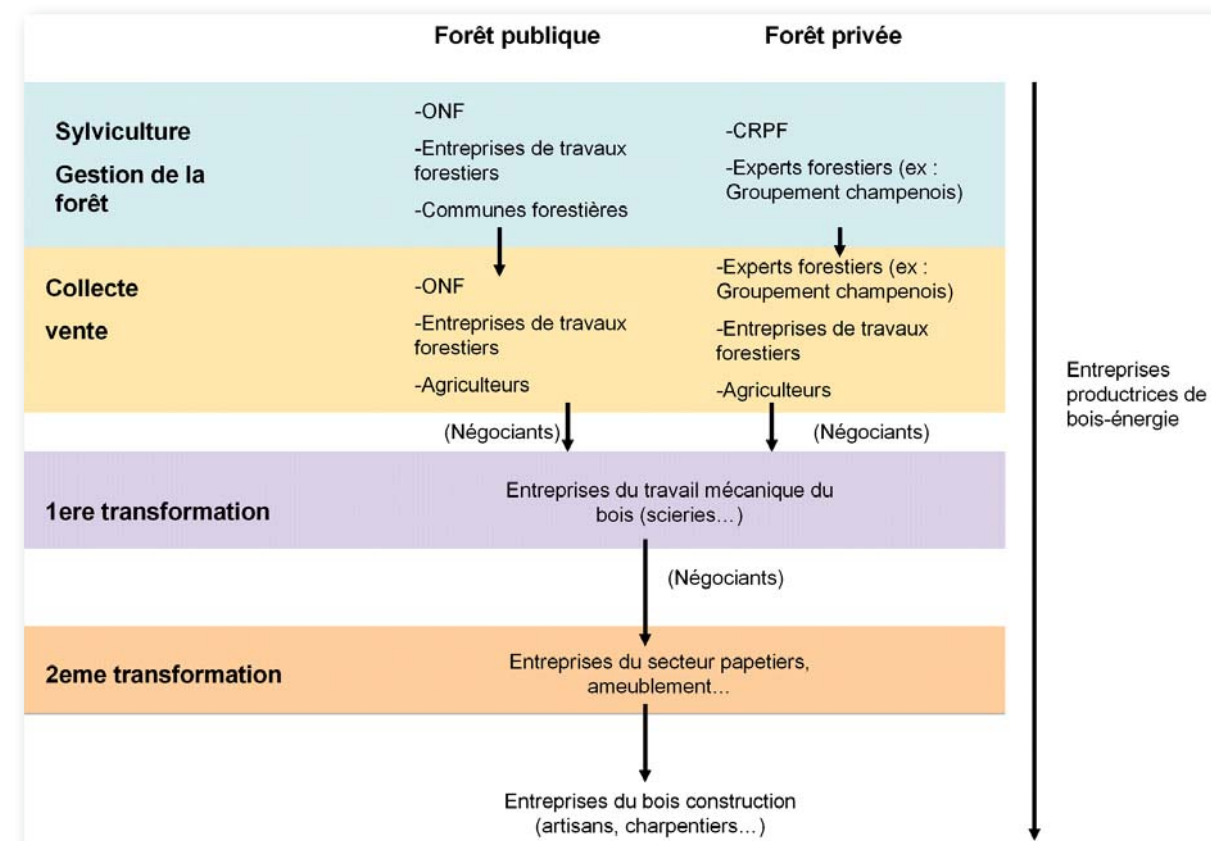 Forêt publique
Forêt privée
Sylviculture
Gestion de la
forêt
-ONF
-Entreprises de travaux
forestiers
-Communes forestières
-CRPF
-Experts forestiers (ex :
Groupement champenois)
Collecte
vente
-ONF
-Entreprises de travaux
forestiers
-Agriculteurs
-Experts forestiers (ex :
Groupement champenois)
-Entreprises de travaux
forestiers
-Agriculteurs
Entreprises
productrices de
bois-énergie
(Négociants)
(Négociants)
1ere transformation
Entreprises du travail mécanique du
bois (scieries…)
(Négociants)
2eme transformation
Entreprises du secteur papetiers,
ameublement…
Entreprises du bois construction
(artisans, charpentiers…)